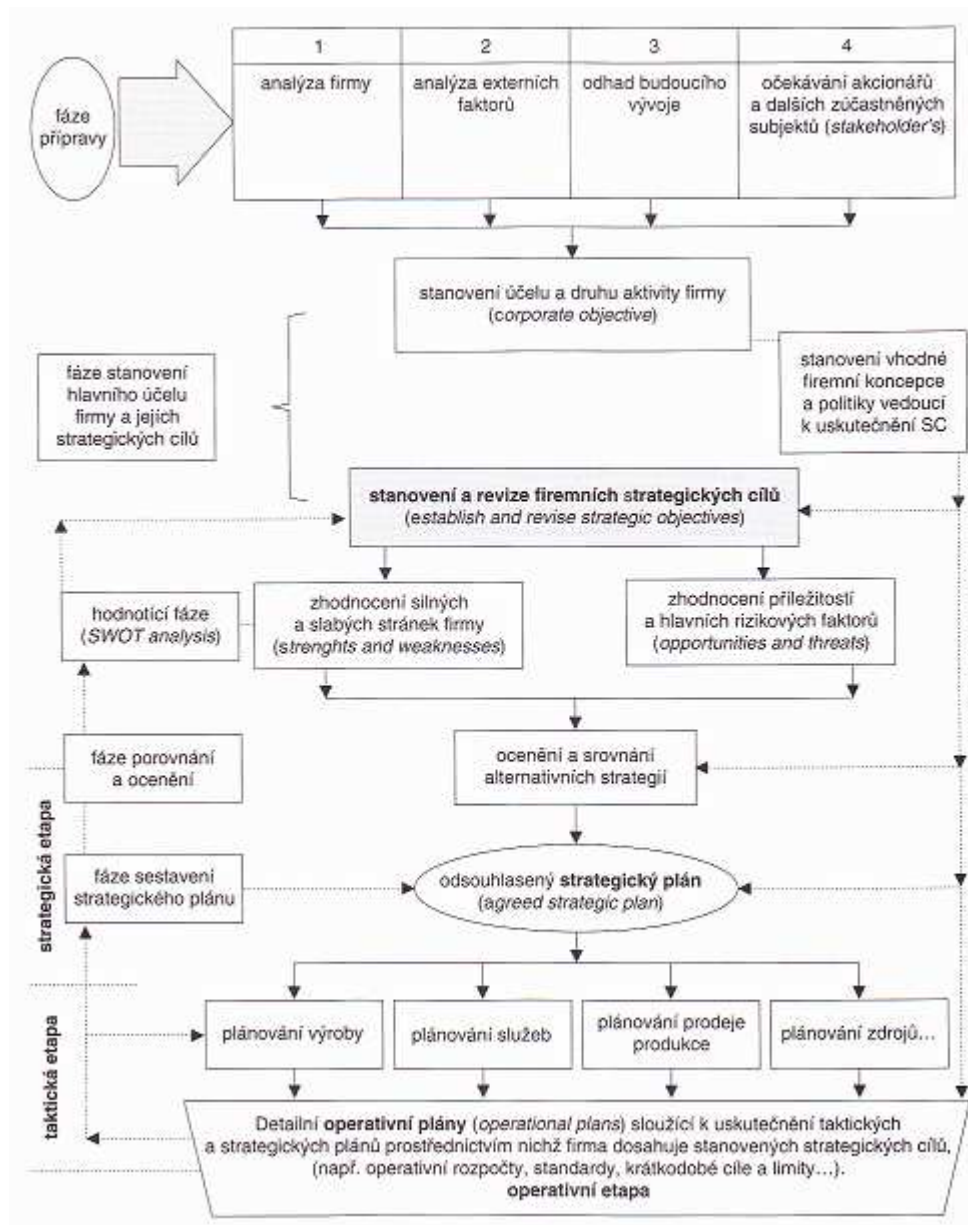 1
2
3
4
analýza firmy
analýza externích
faktorů
odhad budoucího
vývoje
očekávání akcionářů
a dalších zúčastněných
subjektů (stakeholder's)
fáze
přípravy
stanovení účelu a druhu aktivity firmy
(corporate objective)
fáze stanovení
hlavního účelu
firmy a jejích
strategických cílů
stanovení vhodné
firemní koncepce
a politiky vedoucí
k uskutečnění SC
stanovení a revize firemních strategických cílů
(establish and revise strategic objectives)
hodnotící fáze
(SWOT analysis)
zhodnocení silných
a slabých stránek firmy
(strenghts and weaknesses)
zhodnocení příležitostí
a hlavních rizikových faktorů
(opportunities and threats)
fáze porovnání
a ocenění
ocenění a srovnání
alternativních strategií
strategická etapa
fáze sestavení
strategického plánu
odsouhlasený strategický plán
(agreed strategic plan)
taktická etapa
plánování výroby
plánování služeb
plánování prodeje
produkce
plánování zdrojů...
Detailní operativní plány (operational plans) sloužící k uskutečnění taktických
a strategických plánů prostřednictvím nichž firma dosahuje stanovených strategických cílů,
(např. operativní rozpočty, standardy, krátkodobé cíle a limity...).
operativní etapa